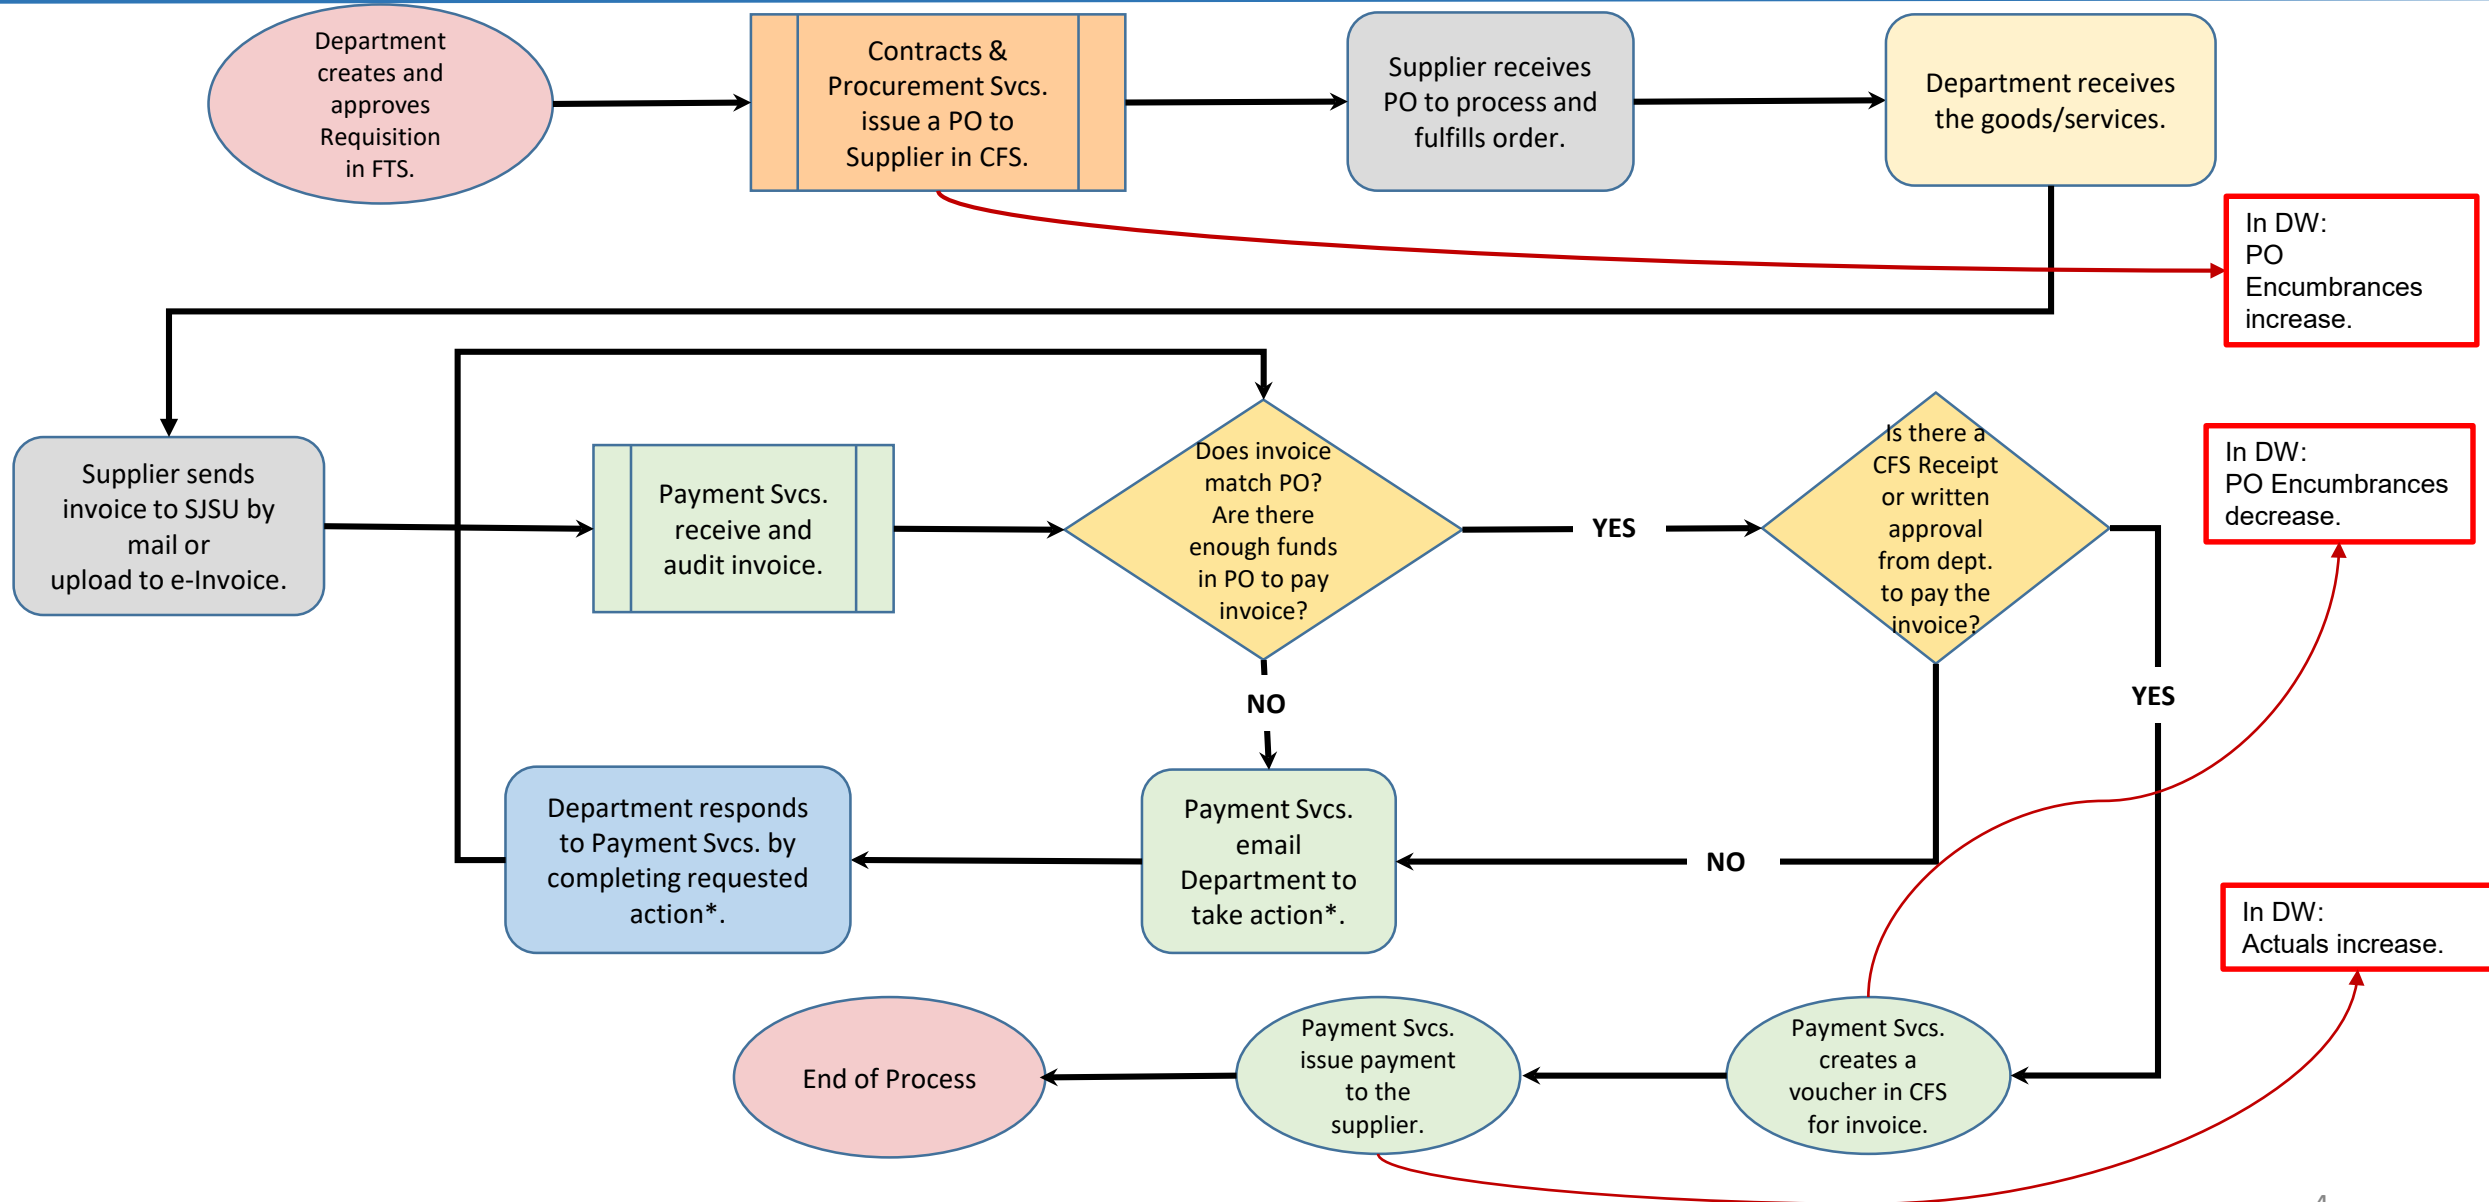 Department
creates and
approves
Requisition
in FTS.
Contracts &
Procurement Svcs.
issue a PO to
Supplier in CFS.
Supplier receives
PO to process and
fulfills order.
Department receives
the goods/services.
In DW:
PO
Encumbrances
increase.
Supplier sends
invoice to SJSU by
mail or
upload to e-Invoice.
Payment Svcs.
receive and
audit invoice.
Does invoice
match PO?
Are there
enough funds
in PO to pay
invoice?
YES
Is there a
CFS Receipt
or written
approval
from dept.
to pay the
invoice?
In DW:
PO Encumbrances
decrease.
NO
YES
Department responds
to Payment Svcs. by
completing requested
action*.
Payment Svcs.
email
Department to
take action*.
NO
In DW:
Actuals increase.
End of Process
Payment Svcs.
issue payment
to the
supplier.
Payment Svcs.
creates a
voucher in CFS
for invoice.